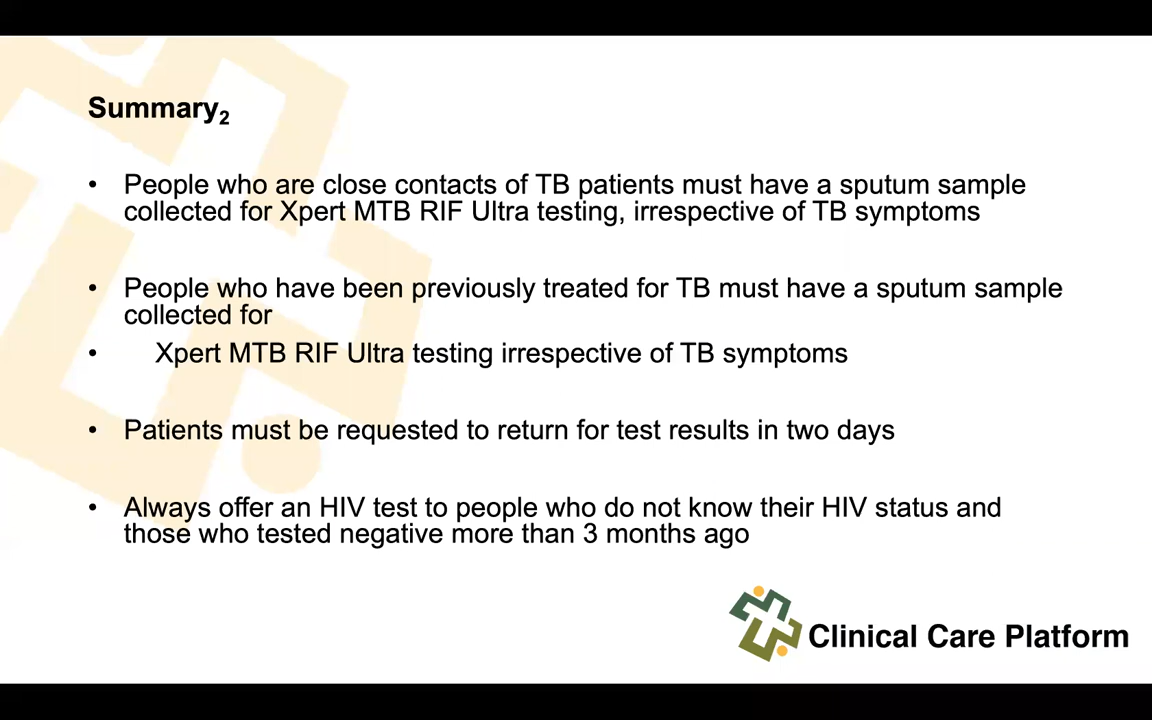 Summary2
• People who are close contacts of TB patients must have a sputum sample
collected for Xpert MTB RIF Ultra testing, irrespective of TB symptoms
• People who have been previously treated for TB must have a sputum sample
collected for
• Xpert MTB RIF Ultra testing irrespective of TB symptoms
• Patients must be requested to return for test results in two days
• Always offer an HIV test to people who do not know their HIV status and
those who tested negative more than 3 months ago
Clinical Care Platform